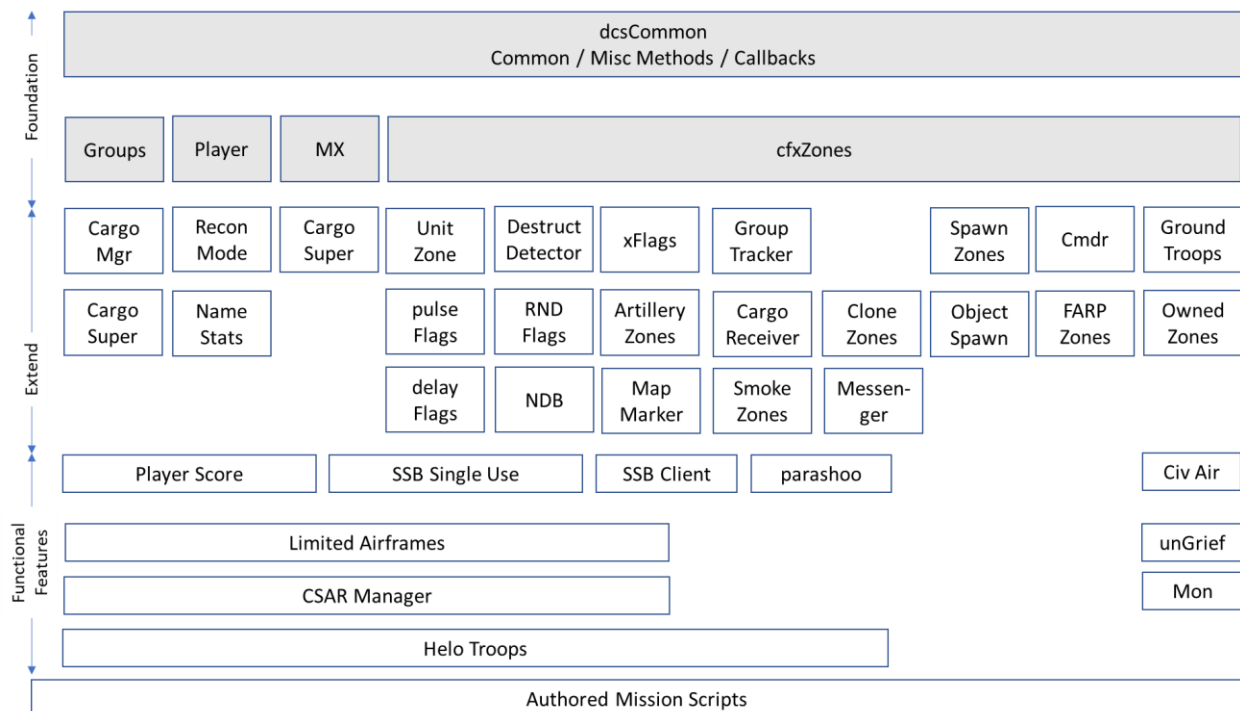 dcsCommon
Common / Misc Methods / Callbacks
Foundation
Groups
Player
MX
cfxZones
Extend
Cargo
Mgr
Recon
Mode
Cargo
Super
Unit
Zone
Destruct
Detector
xFlags
Group
Tracker
Spawn
Zones
Cmdr
Ground
Troops
Cargo
Super
Name
Stats
pulse
Flags
RND
Flags
Artillery
Zones
Cargo
Receiver
Clone
Zones
Object
Spawn
FARP
Zones
Owned
Zones
delay
Flags
NDB
Map
Marker
Smoke
Zones
Messen-
ger
Functional
Features
Player Score
SSB Single Use
SSB Client
parashoo
Civ Air
Limited Airframes
unGrief
CSAR Manager
Mon
Helo Troops
Authored Mission Scripts